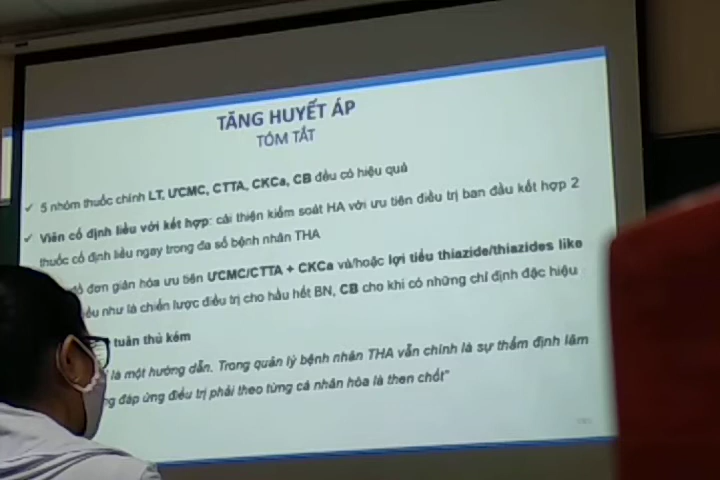 TĂNG HUYẾT ÁP
TÓM TẮT
✓ 5 nhóm thuốc chính LT, ƯCMC, CTTA, CKCa, CB đều có hiệu quả
✓ Viên cố định liều với kết hợp: cải thiện kiểm soát HA với ưu tiên điều trị ban đầu kết hợp 2
thuốc cố định liều ngay trong đa số bệnh nhân THA
đơn giản hóa ưu tiên ƯCMC/CTTA + CKCa và/hoặc lợi tiểu thiazide/thiazides like
như là chiến lược điều trị cho hầu hết BN, CB cho khi có những chỉ định đặc hiệu
tuân thủ kém
là một hướng dẫn. Trong quản lý bệnh nhân THA vẫn chính là sự thẩm định lâm
đáp ứng điều trị phải theo từng cá nhân hóa là then chốt"